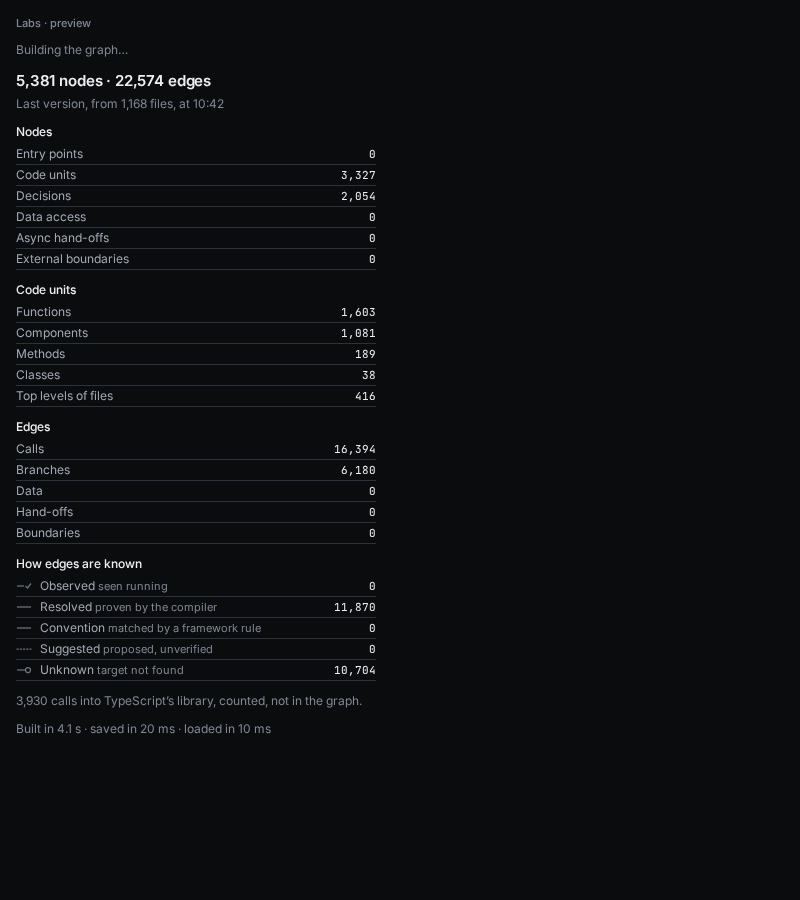 Labs · preview
Building the graph…
5,381 nodes · 22,574 edges
Last version, from 1,168 files, at 10:42
Nodes
Entry points 0
Code units 3,327
Decisions 2,054
Data access 0
Async hand-offs 0
External boundaries 0
Code units
Functions 1,603
Components 1,081
Methods 189
Classes 38
Top levels of files 416
Edges
Calls 16,394
Branches 6,180
Data 0
Hand-offs 0
Boundaries 0
How edges are known
Observed seen running 0
Resolved proven by the compiler 11,870
Convention matched by a framework rule 0
Suggested proposed, unverified 0
Unknown target not found 10,704
3,930 calls into TypeScript’s library, counted, not in the graph.
Built in 4.1 s · saved in 20 ms · loaded in 10 ms